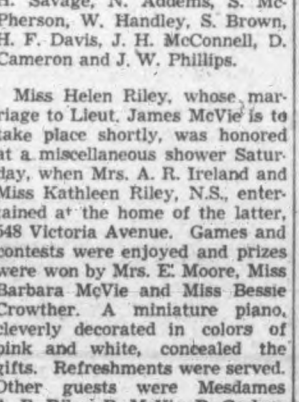 H. Savage, N. Addems, S. Mc-
Pherson, W. Handley, S. Brown,
H. F. Davis, J. H. McConnell, D.
Cameron and J. W. Phillips.
Miss Helen Riley, whose mar-
riage to Lieut. James McVie is to
take place shortly, was honored
at a miscellaneous shower Satur-
day, when Mrs. A. R. Ireland and
Miss Kathleen Riley, N.S., enter-
tained at the home of the latter,
548 Victoria Avenue. Games and
contests were enjoyed and prizes
were won by Mrs. E. Moore, Miss
Barbara McVie and Miss Bessie
Crowther. A miniature piano,
cleverly decorated in colors of
pink and white, concealed the
gifts. Refreshments were served.
Other guests were Mesdames